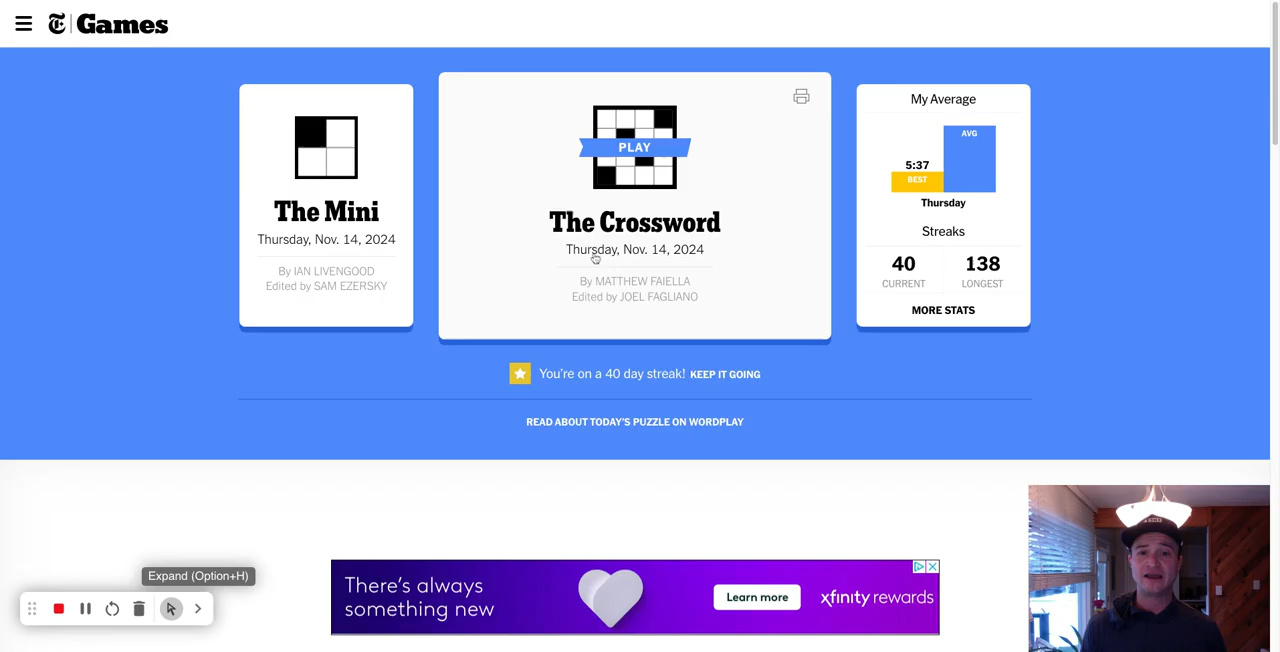 T Games
The Mini
Thursday, Nov. 14, 2024
By IAN LIVENGOOD
Edited by SAM EZERSKY
PLAY
The Crossword
Thursday, Nov. 14, 2024
By MATTHEW FAIELLA
Edited by JOEL FAGLIANO
My Average
AVG
5:37
BEST
Thursday
Streaks
40 138
CURRENT LONGEST
MORE STATS
You're on a 40 day streak! KEEP IT GOING
READ ABOUT TODAY'S PUZZLE ON WORDPLAY
Expand (Option+H)
There's always
something new
Learn more
xfinity rewards